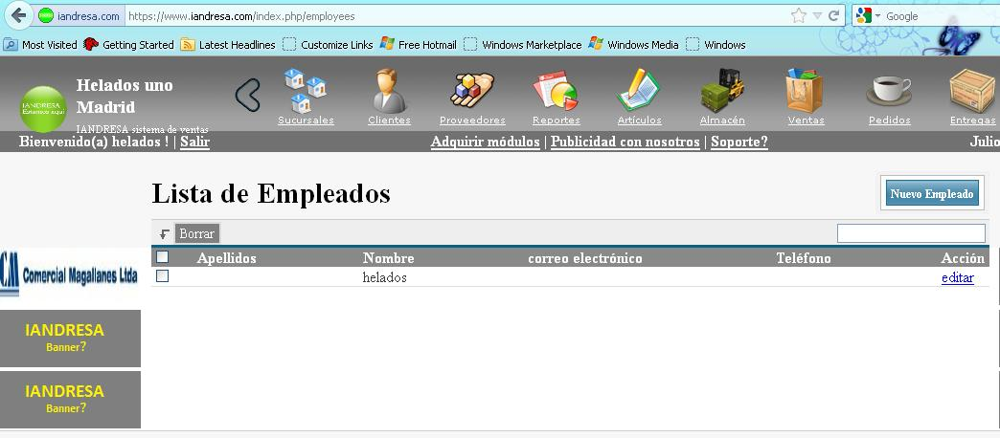 iandresa.com
https://www.iandresa.com/index.php/employees
Google
Most Visited Getting Started Latest Headlines Customize Links Free Hotmail Windows Marketplace Windows Media Windows
Helados uno
Madrid
IANDRESA
Estamos aquí
IANDRESA sistema de ventas
Sucursales Clientes Proveedores Reportes Artículos Almacén Ventas Pedidos Entregas
Bienvenido(a) helados ! | Salir
Adquirir módulos | Publicidad con nosotros | Soporte?
Julio
Lista de Empleados
Nuevo Empleado
Borrar
Apellidos Nombre correo electrónico Teléfono Acción
helados editar
CM Comercial Magallanes Ltda
IANDRESA
Banner?
IANDRESA
Banner?